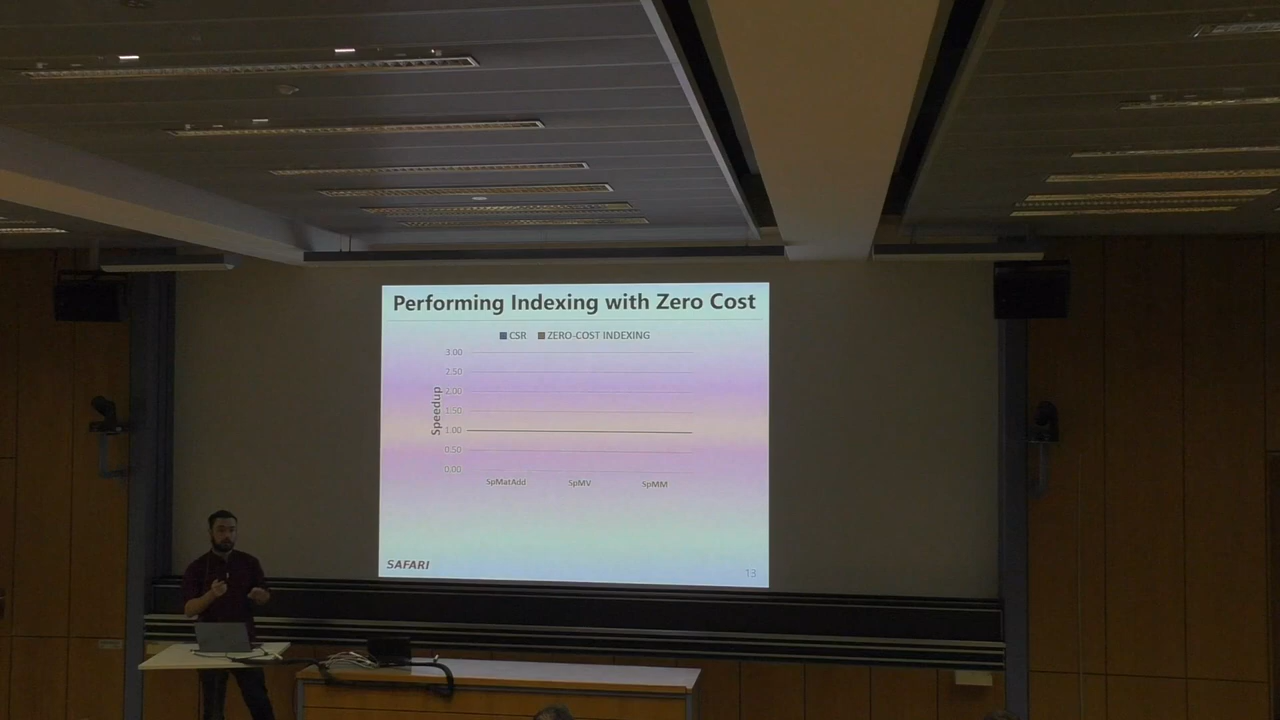 Performing Indexing with Zero Cost
CSR ZERO-COST INDEXING
3.00
2.50
2.00
1.50
1.00
0.50
0.00
Speedup
SpMatAdd SpMV SpMM
SAFARI
13